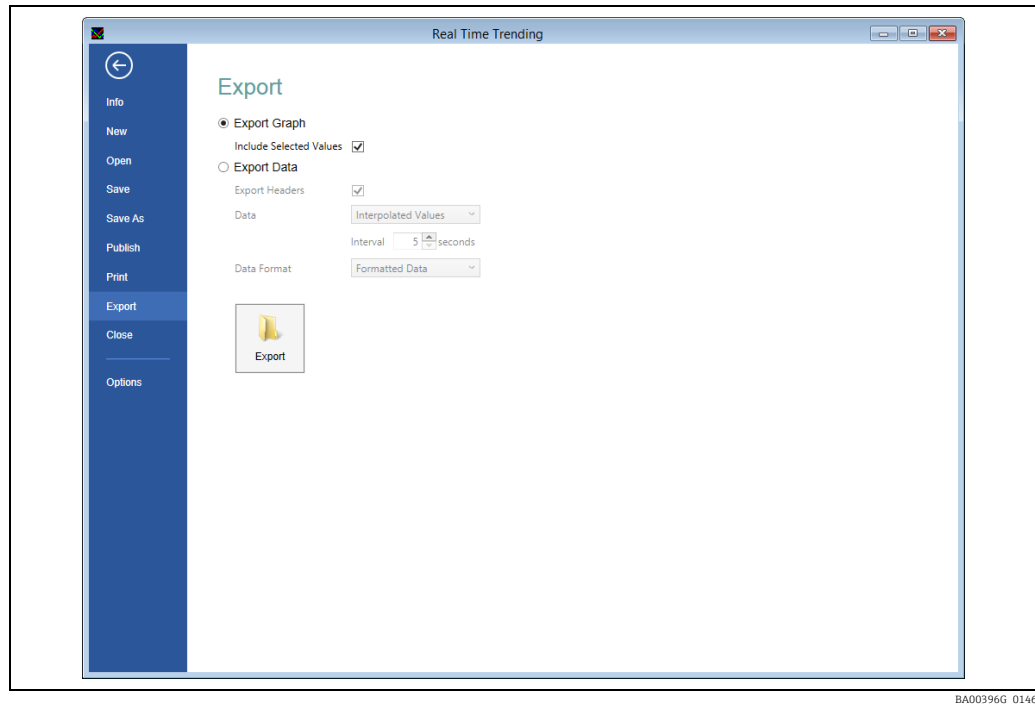 Real Time Trending
Export
Info
New
Open
Save
Save As
Publish
Print
Export
Close
Options
Export Graph
Include Selected Values
Export Data
Export Headers
Data
Interpolated Values
Interval 5 seconds
Data Format
Formatted Data
Export
BA00396G 0146